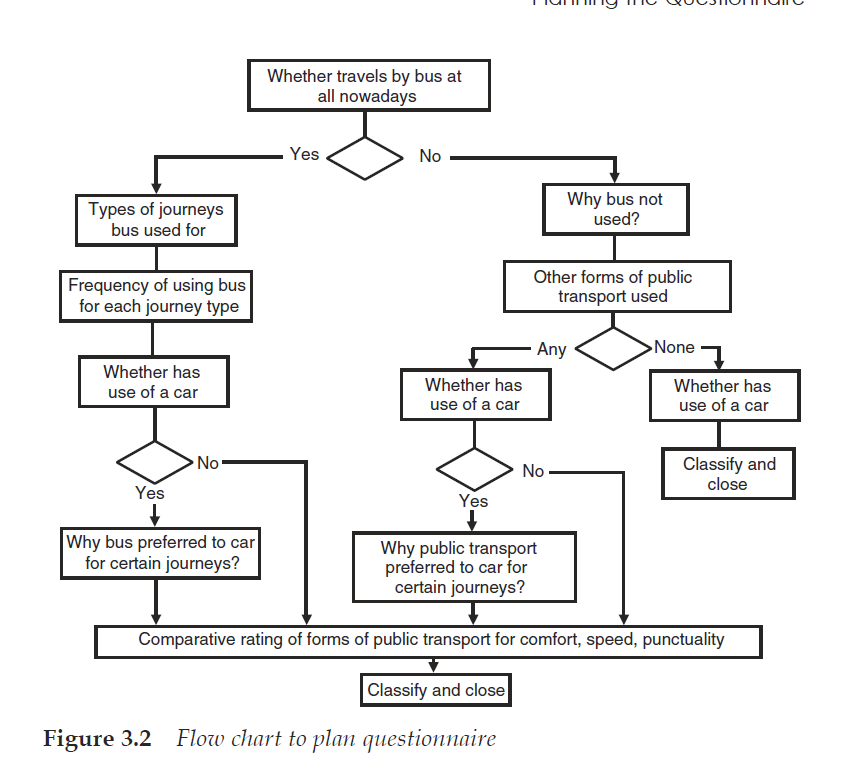 Planning the Questionnaire
Whether travels by bus at
all nowadays
Yes
No
Types of journeys
bus used for
Why bus not
used?
Frequency of using bus
for each journey type
Other forms of public
transport used
Any
None
Whether has
use of a car
Whether has
use of a car
Whether has
use of a car
No
Yes
No
Yes
Classify and
close
Why bus preferred to car
for certain journeys?
Why public transport
preferred to car for
certain journeys?
Comparative rating of forms of public transport for comfort, speed, punctuality
Classify and close
Figure 3.2 Flow chart to plan questionnaire